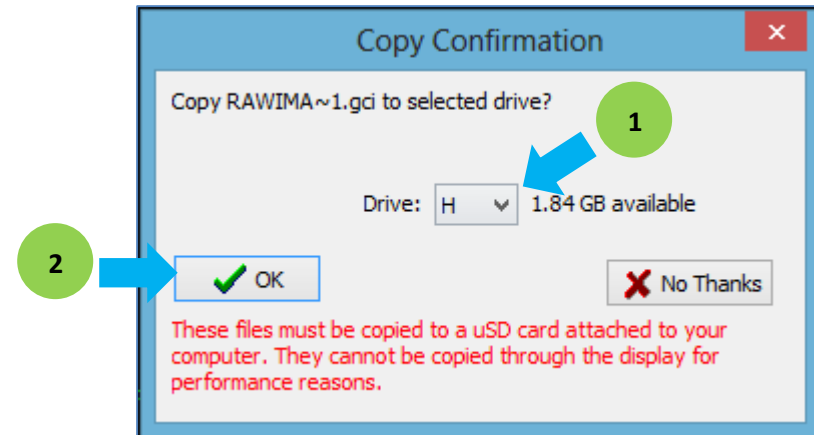 Copy Confirmation
Copy RAWIMA~1.gci to selected drive?
1
Drive: H 1.84 GB available
2
OK
No Thanks
These files must be copied to a uSD card attached to your
computer. They cannot be copied through the display for
performance reasons.